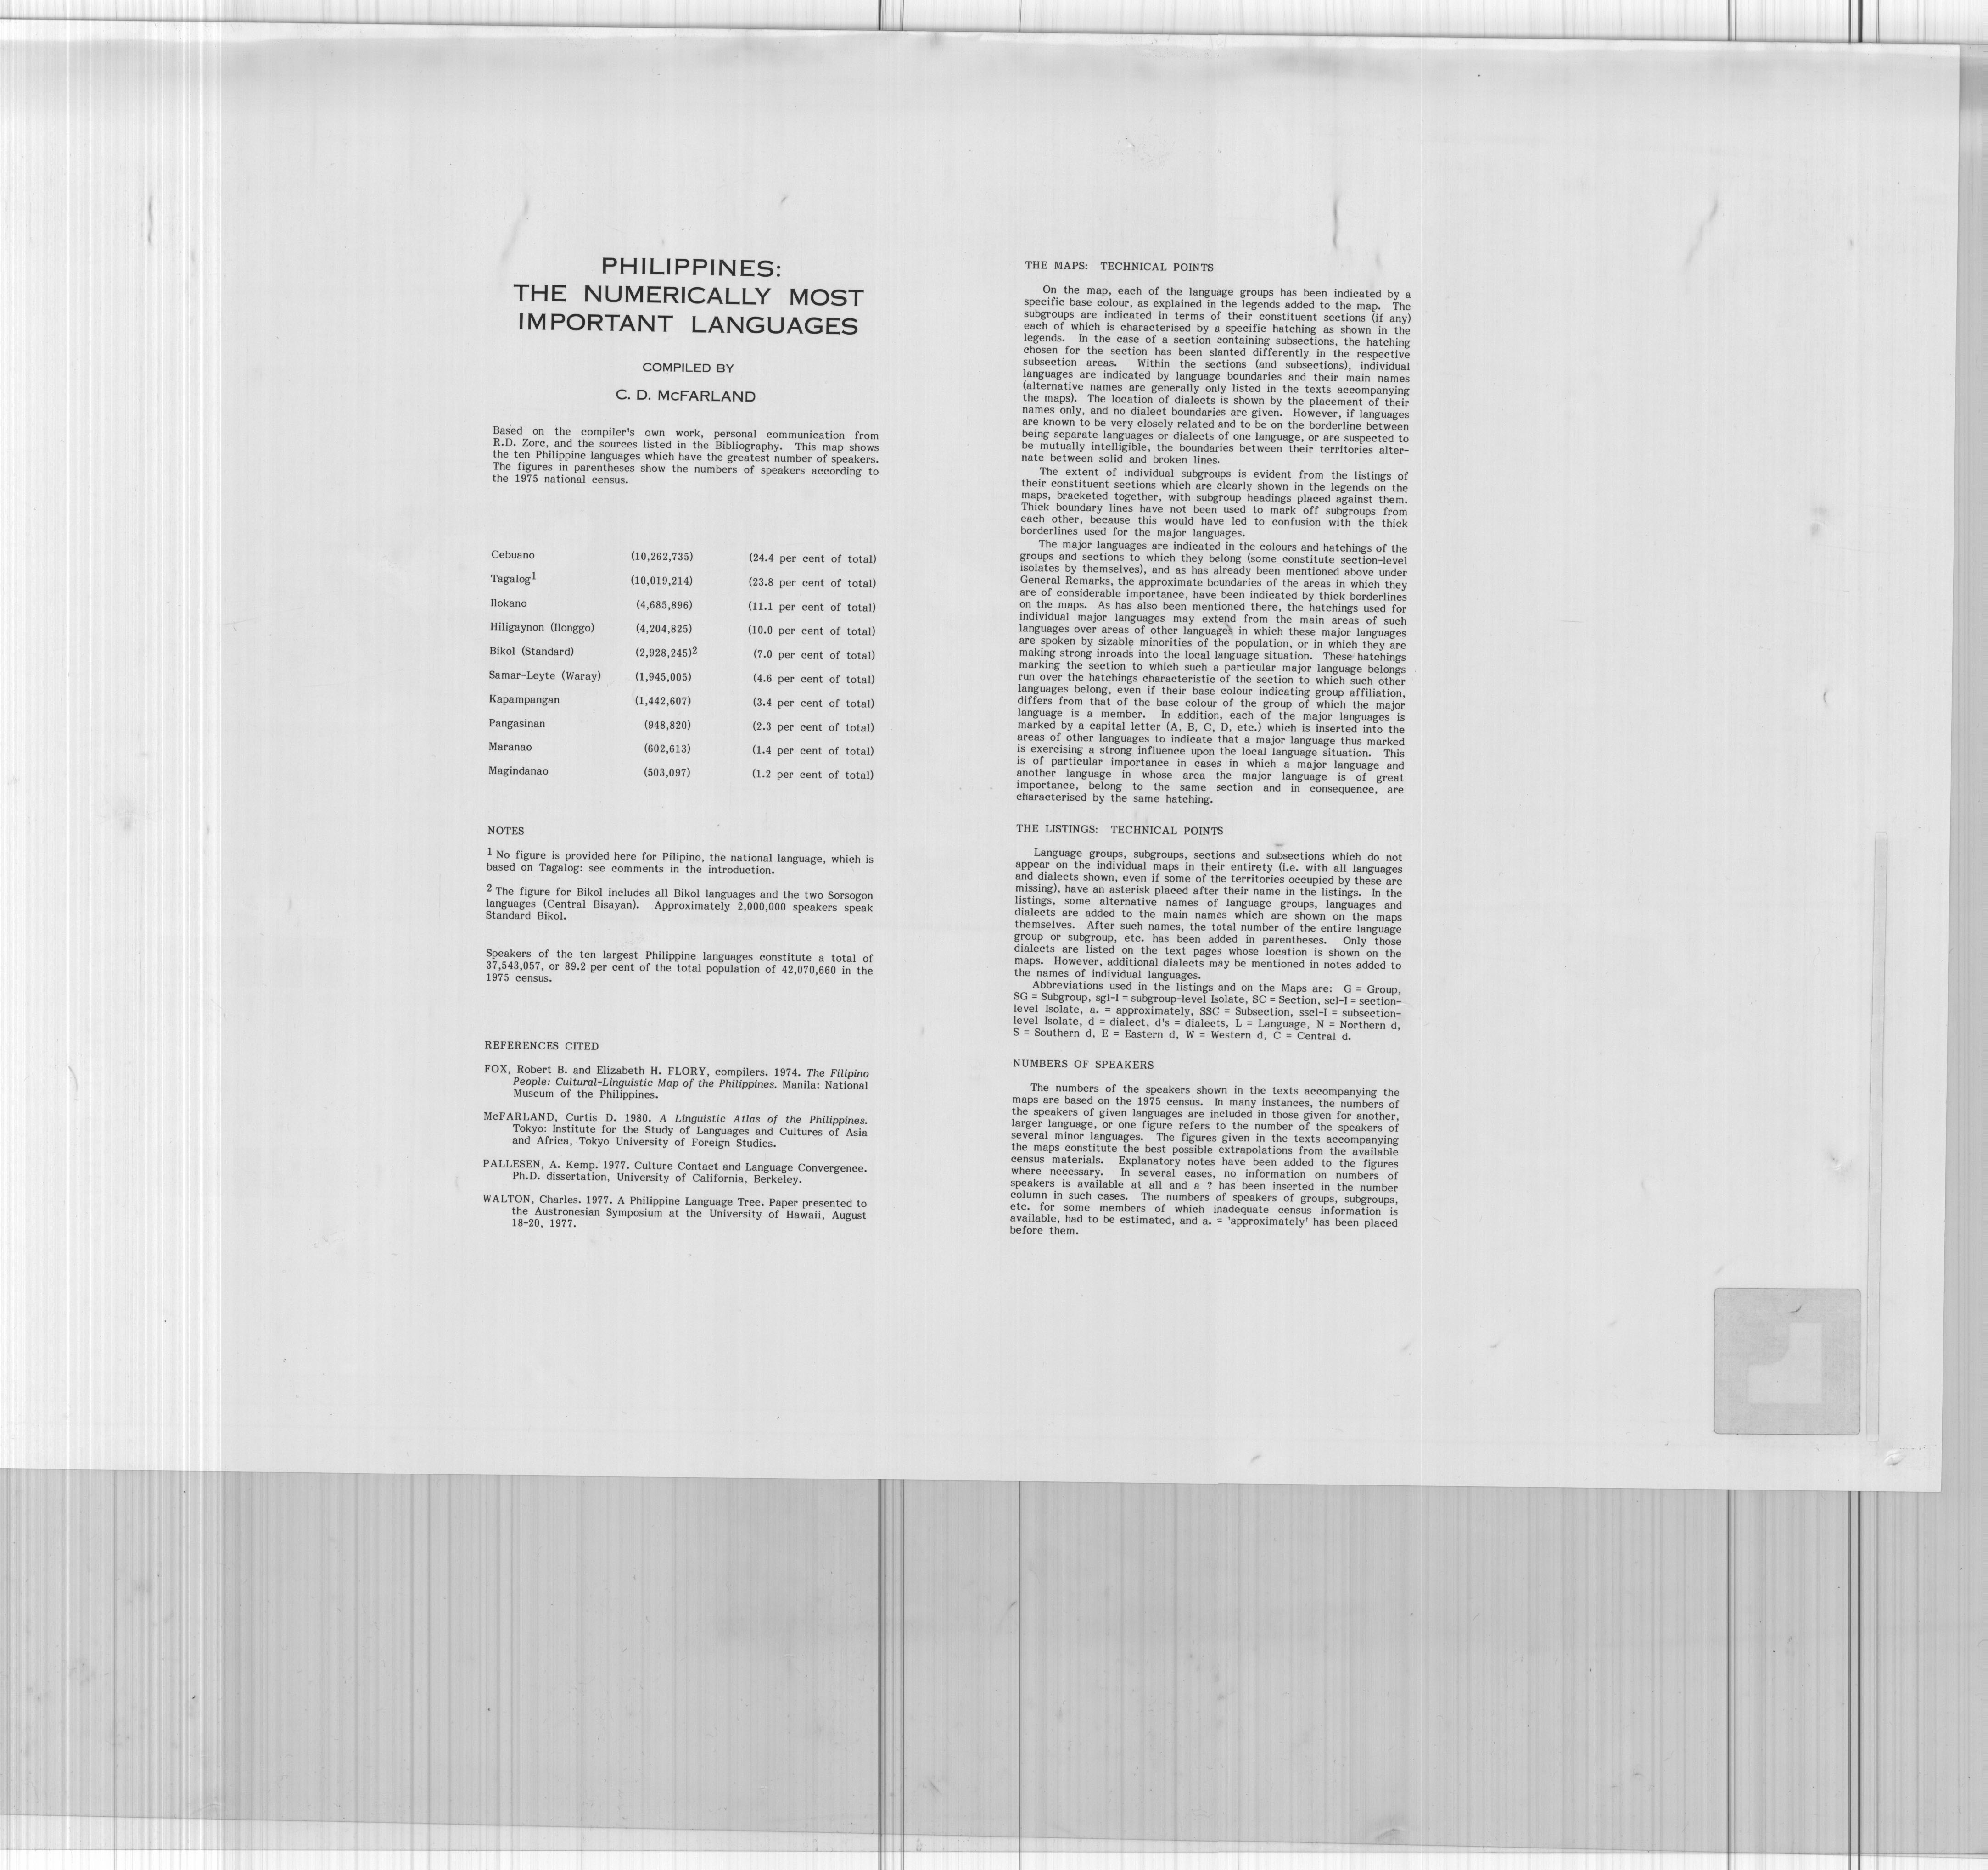 PHILIPPINES:
THE NUMERICALLY MOST
IMPORTANT LANGUAGES
COMPILED BY
C. D. McFARLAND
Based on the compiler's own work, personal communication from
R.D. Zorc, and the sources listed in the Bibliography. This map shows
the ten Philippine languages which have the greatest number of speakers.
The figures in parentheses show the numbers of speakers according to
the 1975 national census.
Cebuano (10,262,735) (24.4 per cent of total)
Tagalog1 (10,019,214) (23.8 per cent of total)
Ilokano (4,685,896) (11.1 per cent of total)
Hiligaynon (Ilonggo) (4,204,825) (10.0 per cent of total)
Bikol (Standard) (2,928,245)2 (7.0 per cent of total)
Samar-Leyte (Waray) (1,945,005) (4.6 per cent of total)
Kapampangan (1,442,607) (3.4 per cent of total)
Pangasinan (948,820) (2.3 per cent of total)
Maranao (602,613) (1.4 per cent of total)
Magindanao (503,097) (1.2 per cent of total)
NOTES
1 No figure is provided here for Pilipino, the national language, which is
based on Tagalog: see comments in the introduction.
2 The figure for Bikol includes all Bikol languages and the two Sorsogon
languages (Central Bisayan). Approximately 2,000,000 speakers speak
Standard Bikol.
Speakers of the ten largest Philippine languages constitute a total of
37,543,057, or 89.2 per cent of the total population of 42,070,660 in the
1975 census.
REFERENCES CITED
FOX, Robert B. and Elizabeth H. FLORY, compilers. 1974. The Filipino
People: Cultural-Linguistic Map of the Philippines. Manila: National
Museum of the Philippines.
McFARLAND, Curtis D. 1980. A Linguistic Atlas of the Philippines.
Tokyo: Institute for the Study of Languages and Cultures of Asia
and Africa, Tokyo University of Foreign Studies.
PALLESEN, A. Kemp. 1977. Culture Contact and Language Convergence.
Ph.D. dissertation, University of California, Berkeley.
WALTON, Charles. 1977. A Philippine Language Tree. Paper presented to
the Austronesian Symposium at the University of Hawaii, August
18-20, 1977.
THE MAPS: TECHNICAL POINTS
On the map, each of the language groups has been indicated by a
specific base colour, as explained in the legends added to the map. The
subgroups are indicated in terms of their constituent sections (if any)
each of which is characterised by a specific hatching as shown in the
legends. In the case of a section containing subsections, the hatching
chosen for the section has been slanted differently in the respective
subsection areas. Within the sections (and subsections), individual
languages are indicated by language boundaries and their main names
(alternative names are generally only listed in the texts accompanying
the maps). The location of dialects is shown by the placement of their
names only, and no dialect boundaries are given. However, if languages
are known to be very closely related and to be on the borderline between
being separate languages or dialects of one language, or are suspected to
be mutually intelligible, the boundaries between their territories alter-
nate between solid and broken lines.
The extent of individual subgroups is evident from the listings of
their constituent sections which are clearly shown in the legends on the
maps, bracketed together, with subgroup headings placed against them.
Thick boundary lines have not been used to mark off subgroups from
each other, because this would have led to confusion with the thick
borderlines used for the major languages.
The major languages are indicated in the colours and hatchings of the
groups and sections to which they belong (some constitute section-level
isolates by themselves), and as has already been mentioned above under
General Remarks, the approximate boundaries of the areas in which they
are of considerable importance, have been indicated by thick borderlines
on the maps. As has also been mentioned there, the hatchings used for
individual major languages may extend from the main areas of such
languages over areas of other languages in which these major languages
are spoken by sizable minorities of the population, or in which they are
making strong inroads into the local language situation. These hatchings
marking the section to which such a particular major language belongs
run over the hatchings characteristic of the section to which such other
languages belong, even if their base colour indicating group affiliation,
differs from that of the base colour of the group of which the major
language is a member. In addition, each of the major languages is
marked by a capital letter (A, B, C, D, etc.) which is inserted into the
areas of other languages to indicate that a major language thus marked
is exercising a strong influence upon the local language situation. This
is of particular importance in cases in which a major language and
another language in whose area the major language is of great
importance, belong to the same section and in consequence, are
characterised by the same hatching.
THE LISTINGS: TECHNICAL POINTS
Language groups, subgroups, sections and subsections which do not
appear on the individual maps in their entirety (i.e. with all languages
and dialects shown, even if some of the territories occupied by these are
missing), have an asterisk placed after their name in the listings. In the
listings, some alternative names of language groups, languages and
dialects are added to the main names which are shown on the maps
themselves. After such names, the total number of the entire language
group or subgroup, etc. has been added in parentheses. Only those
dialects are listed on the text pages whose location is shown on the
maps. However, additional dialects may be mentioned in notes added to
the names of individual languages.
Abbreviations used in the listings and on the Maps are: G = Group,
SG = Subgroup, sgl-I = subgroup-level Isolate, SC = Section, scl-I = section-
level Isolate, a. = approximately, SSC = Subsection, sscl-I = subsection-
level Isolate, d = dialect, d's = dialects, L = Language, N = Northern d,
S = Southern d, E = Eastern d, W = Western d, C = Central d.
NUMBERS OF SPEAKERS
The numbers of the speakers shown in the texts accompanying the
maps are based on the 1975 census. In many instances, the numbers of
the speakers of given languages are included in those given for another,
larger language, or one figure refers to the number of the speakers of
several minor languages. The figures given in the texts accompanying
the maps constitute the best possible extrapolations from the available
census materials. Explanatory notes have been added to the figures
where necessary. In several cases, no information on numbers of
speakers is available at all and a ? has been inserted in the number
column in such cases. The numbers of speakers of groups, subgroups,
etc. for some members of which inadequate census information is
available, had to be estimated, and a. = 'approximately' has been placed
before them.